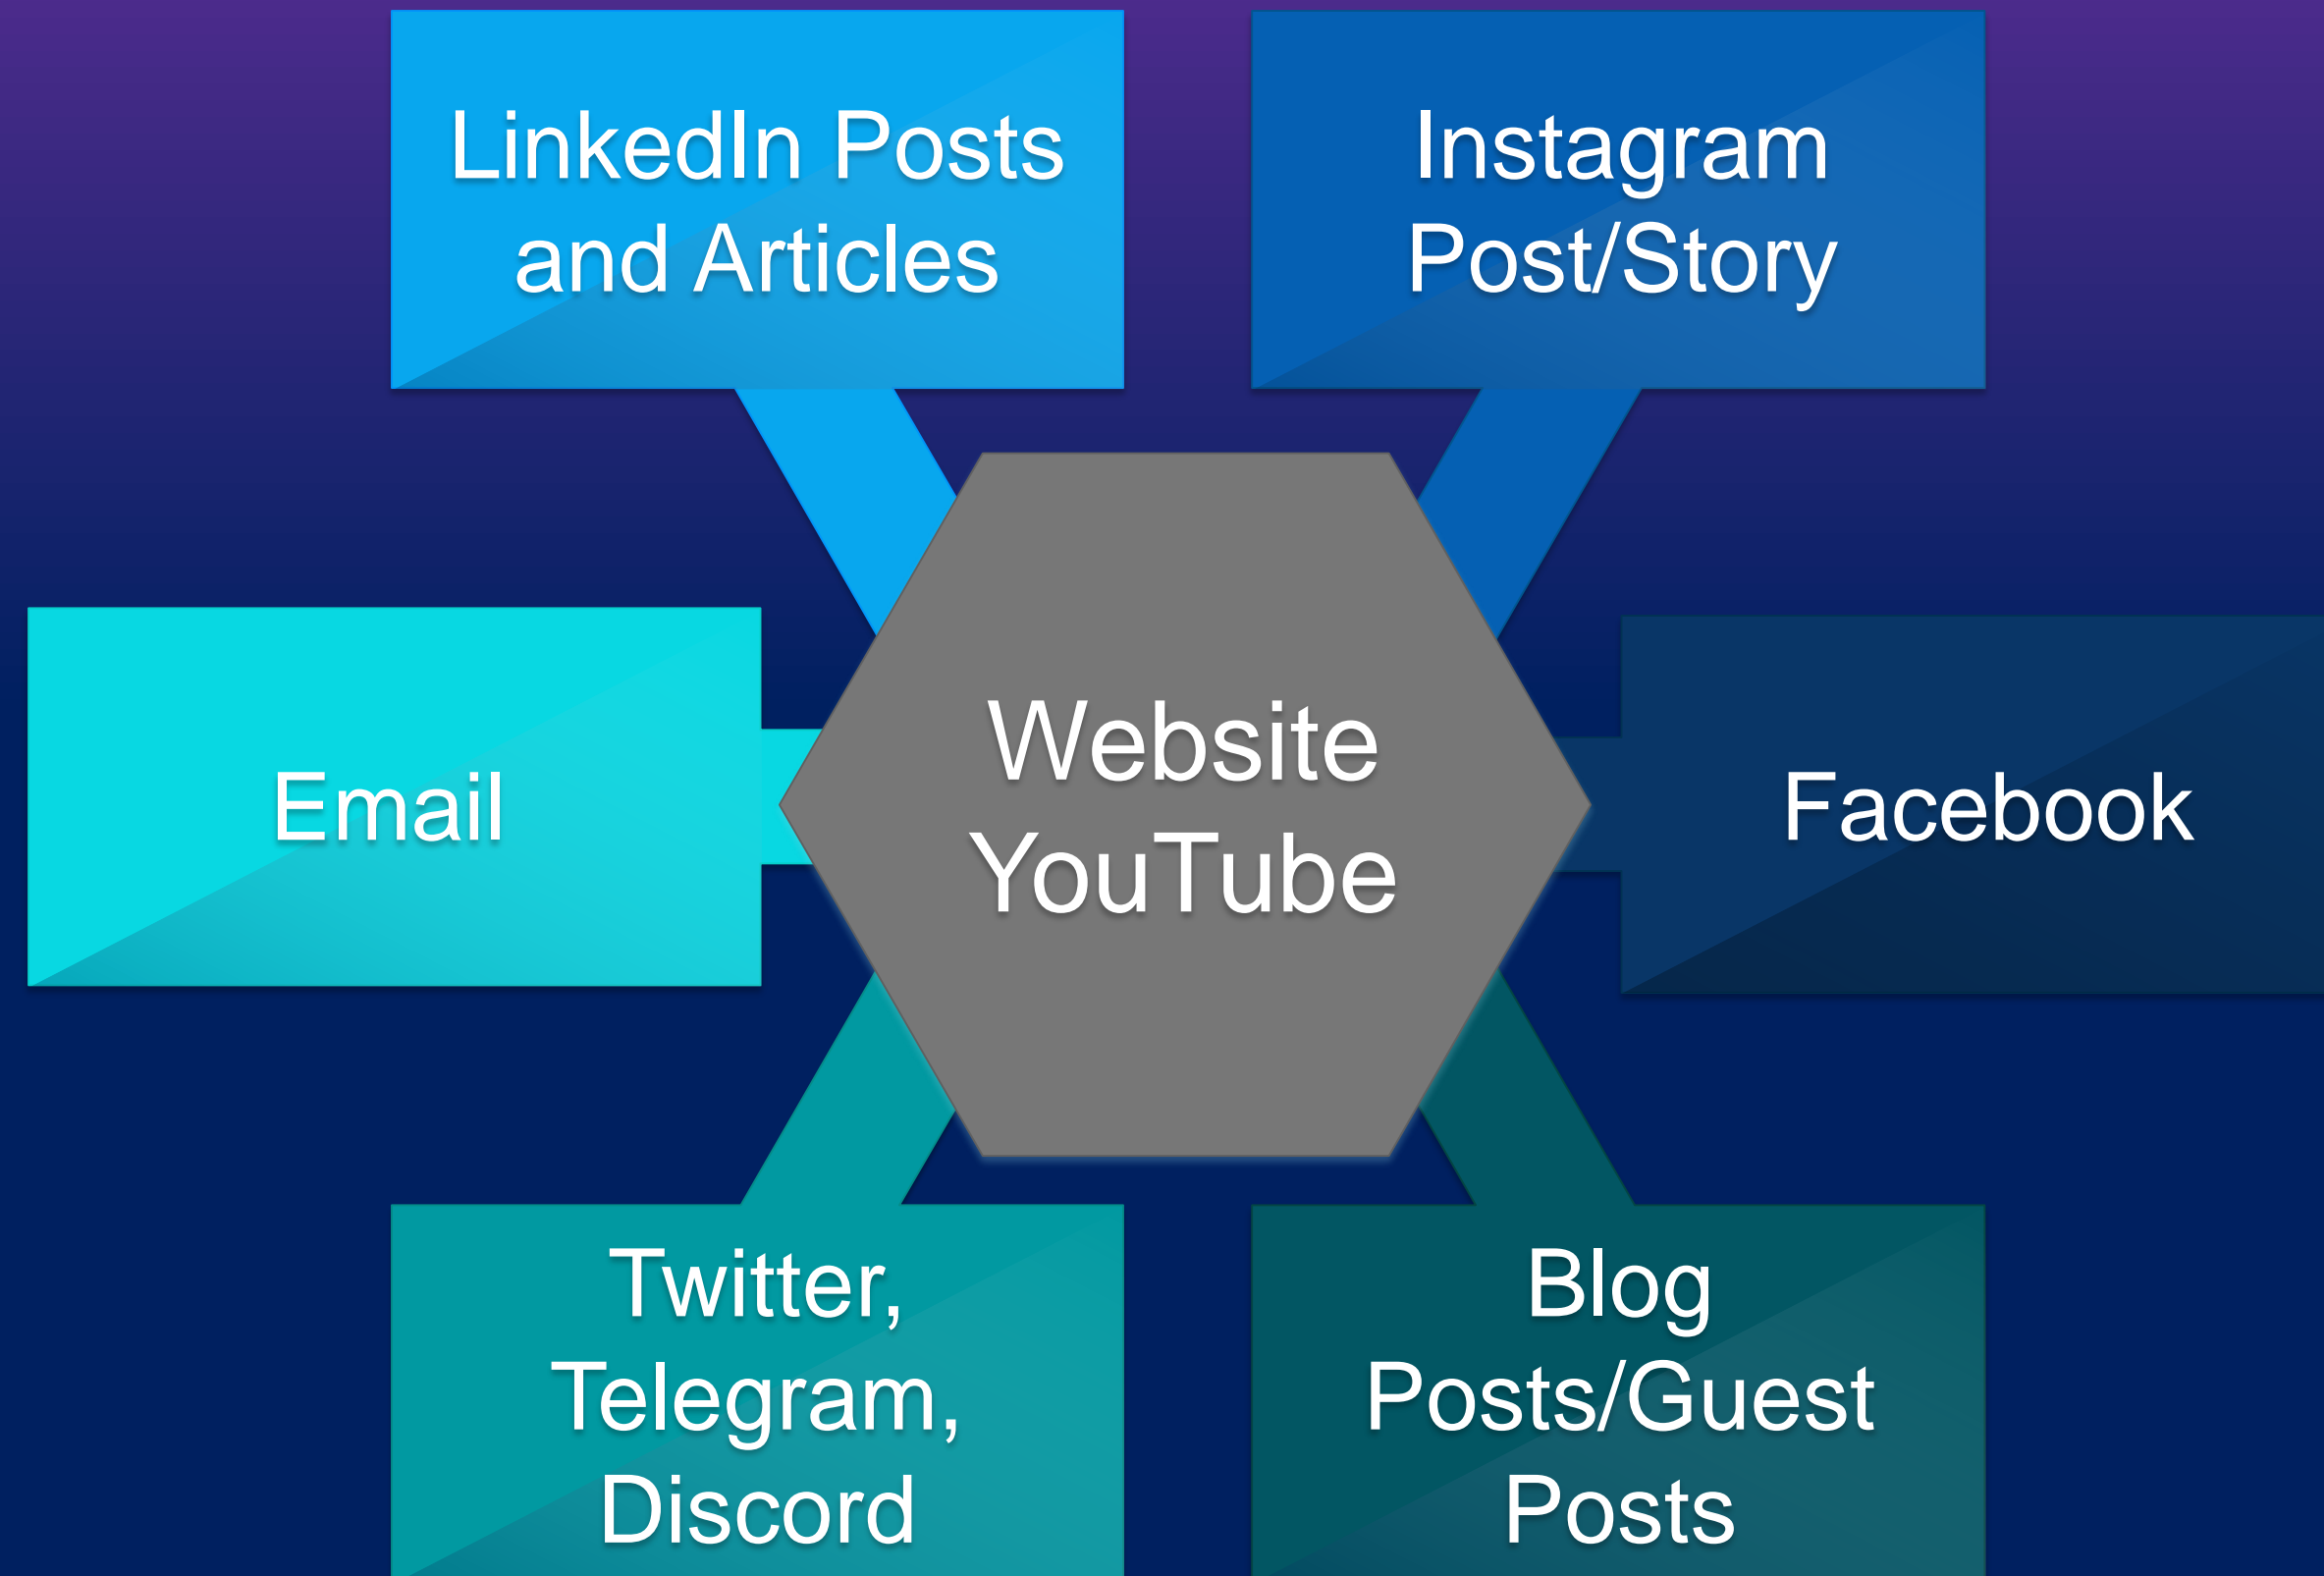 LinkedIn Posts
and Articles
Instagram
Post/Story
Email
Website
YouTube
Facebook
Twitter,
Telegram,
Discord
Blog
Posts/Guest
Posts